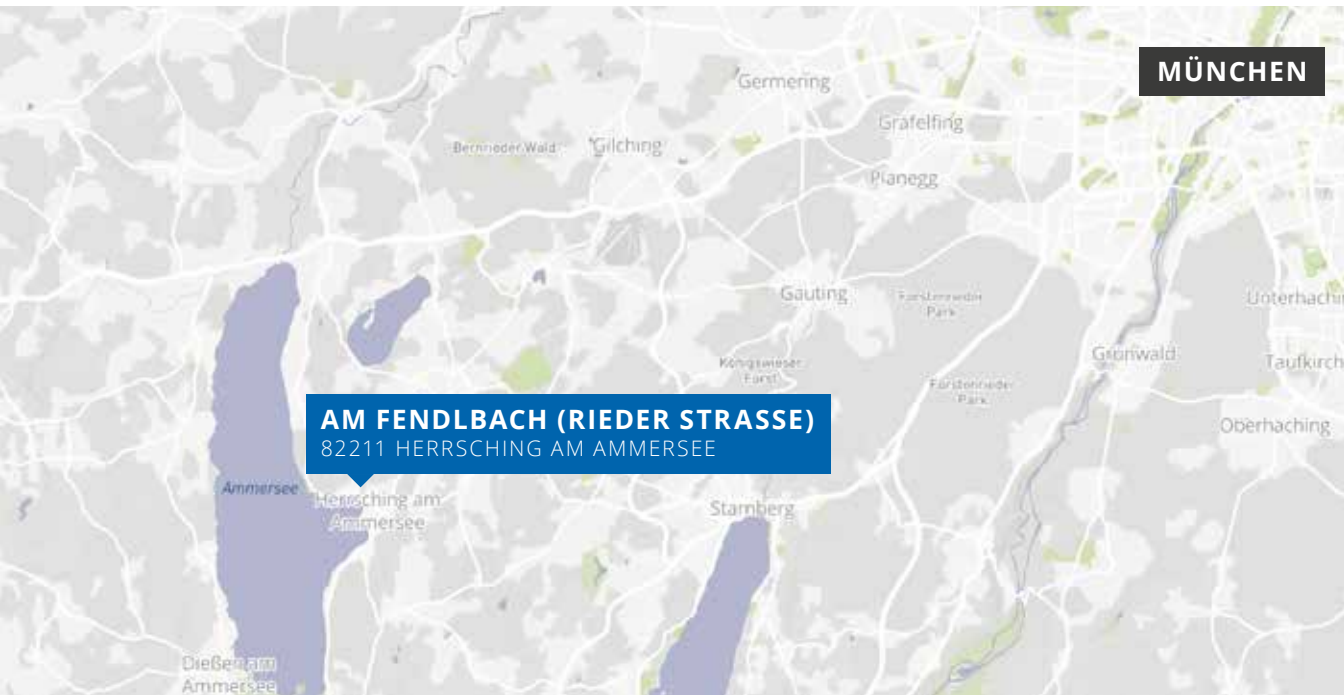 MÜNCHEN
Germering
Gräfelfing
Bernrieder Wald
Gilching
Planegg
Gauting
Forstenrieder
Park
Unterhachi
Königswieser
Forst
Grünwald
Taufkirch
Forstenrieder
Park
AM FENDLBACH (RIEDER STRASSE)
82211 HERRSCHING AM AMMERSEE
Oberhaching
Ammersee
Herrsching am
Ammersee
Starnberg
Dießen am
Ammersee